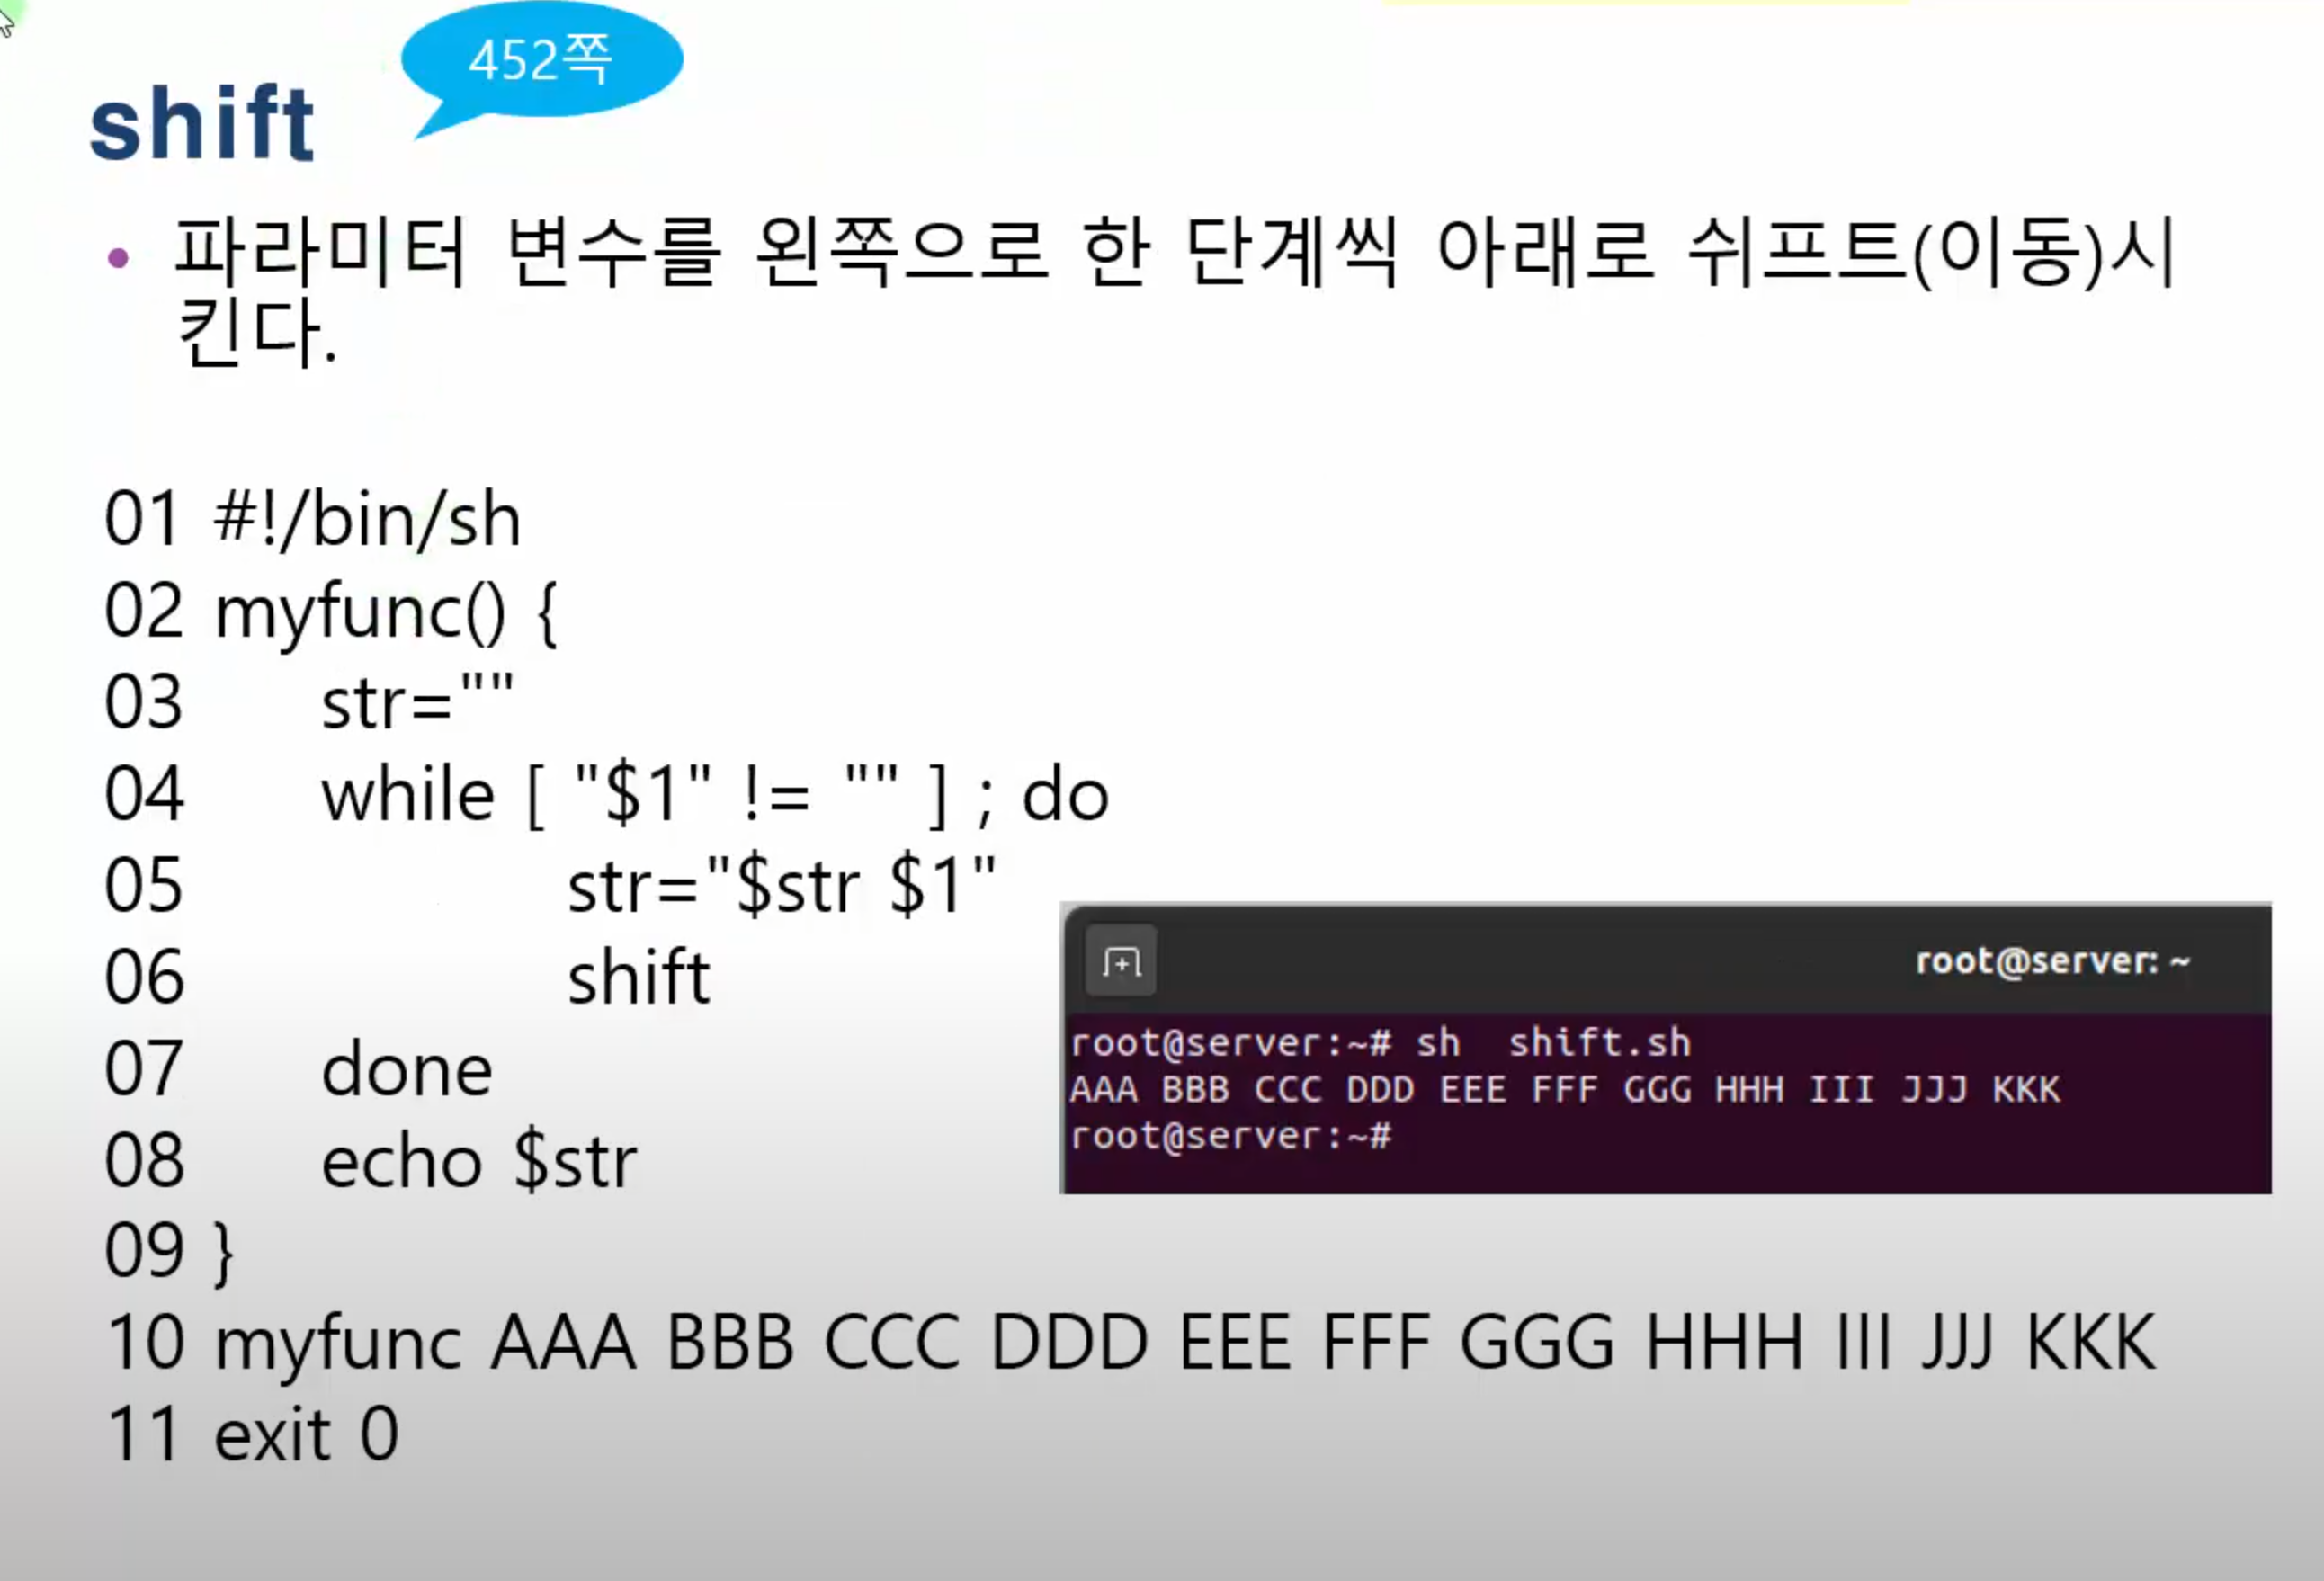 452쪽
shift
• 파라미터 변수를 왼쪽으로 한 단계씩 아래로 쉬프트(이동)시
킨다.
01 #!/bin/sh
02 myfunc() {
03 str=""
04 while [ "$1" != "" ] ; do
05 str="$str $1"
06 shift
07 done
08 echo $str
09 }
10 myfunc AAA BBB CCC DDD EEE FFF GGG HHH III JJJ KKK
11 exit 0
root@server: ~
root@server:~# sh  shift.sh
AAA BBB CCC DDD EEE FFF GGG HHH III JJJ KKK
root@server:~#